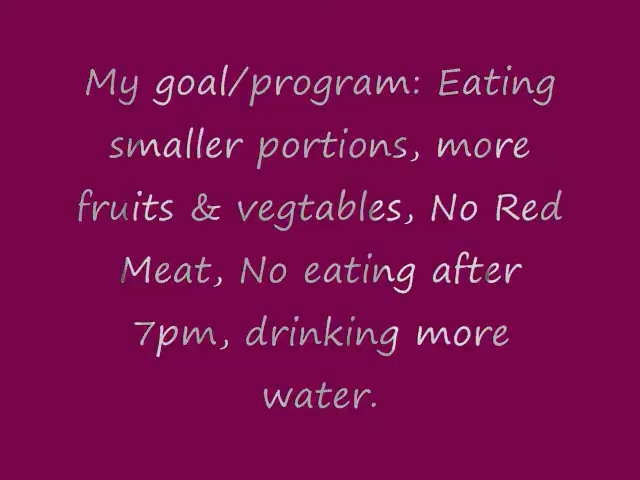 My goal/program: Eating
smaller portions, more
fruits & vegtables, No Red
Meat, No eating after
7pm, drinking more
water.